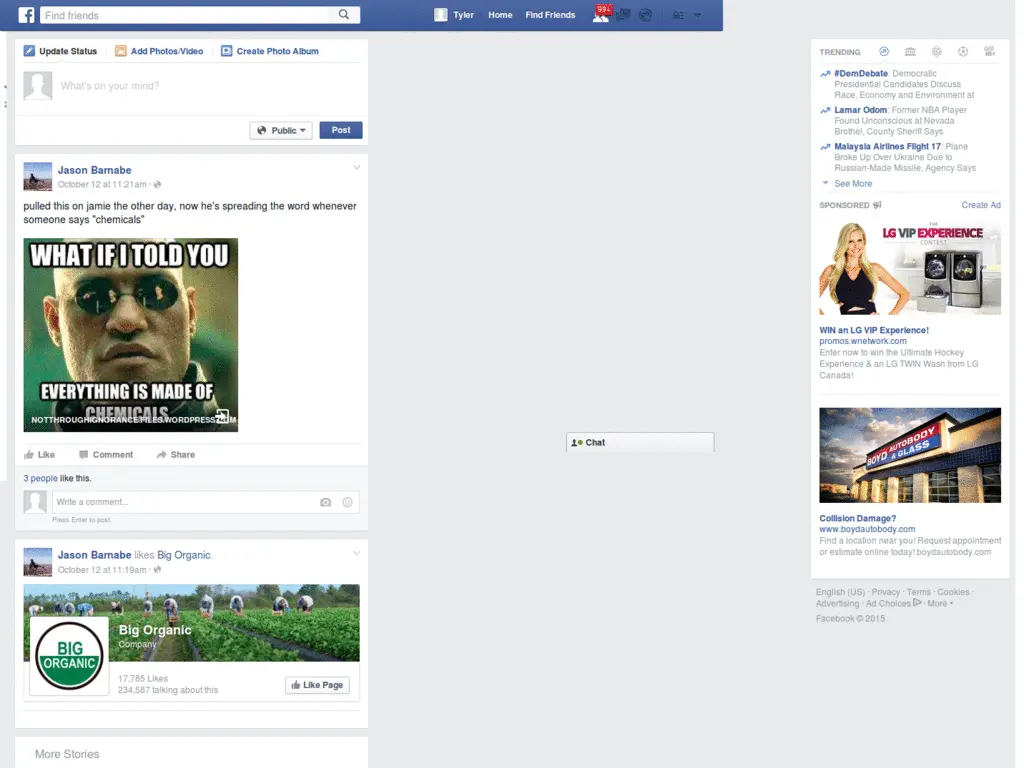 Find friends
Tyler
Home
Find Friends
99+
Update Status
Add Photos/Video
Create Photo Album
What's on your mind?
Public
Post
Jason Barnabe
October 12 at 11:21am ·
pulled this on jamie the other day, now he's spreading the word whenever
someone says "chemicals"
WHAT IF I TOLD YOU
EVERYTHING IS MADE OF
CHEMICALS
NOTTHROUGHIGNORANCE.FILES.WORDPRESS.COM
Like
Comment
Share
3 people like this.
Write a comment...
Press Enter to post.
Jason Barnabe likes Big Organic.
October 12 at 11:19am ·
BIG
ORGANIC
Big Organic
Company
17,785 Likes
234,587 talking about this
Like Page
More Stories
Chat
TRENDING
#DemDebate: Democratic
Presidential Candidates Discuss
Race, Economy and Environment at
Lamar Odom: Former NBA Player
Found Unconscious at Nevada
Brothel, County Sheriff Says
Malaysia Airlines Flight 17: Plane
Broke Up Over Ukraine Due to
Russian-Made Missile, Agency Says
See More
SPONSORED
Create Ad
THE
LG VIP EXPERIENCE
CONTEST
WIN an LG VIP Experience!
promos.wnetwork.com
Enter now to win the Ultimate Hockey
Experience & an LG TWIN Wash from LG
Canada!
BOYD AUTOBODY
& GLASS
Collision Damage?
www.boydautobody.com
Find a location near you! Request appointment
or estimate online today! boydautobody.com
English (US) · Privacy · Terms · Cookies ·
Advertising · Ad Choices · More
Facebook © 2015